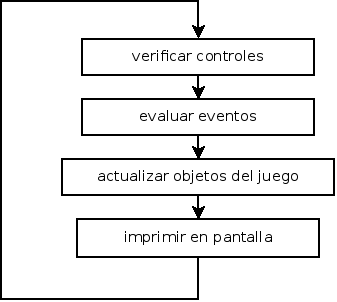 verificar controles
evaluar eventos
actualizar objetos del juego
imprimir en pantalla